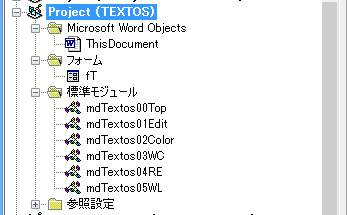 Project (TEXTOS)
Microsoft Word Objects
ThisDocument
フォーム
fT
標準モジュール
mdTextos00Top
mdTextos01Edit
mdTextos02Color
mdTextos03WC
mdTextos04RE
mdTextos05WL
参照設定